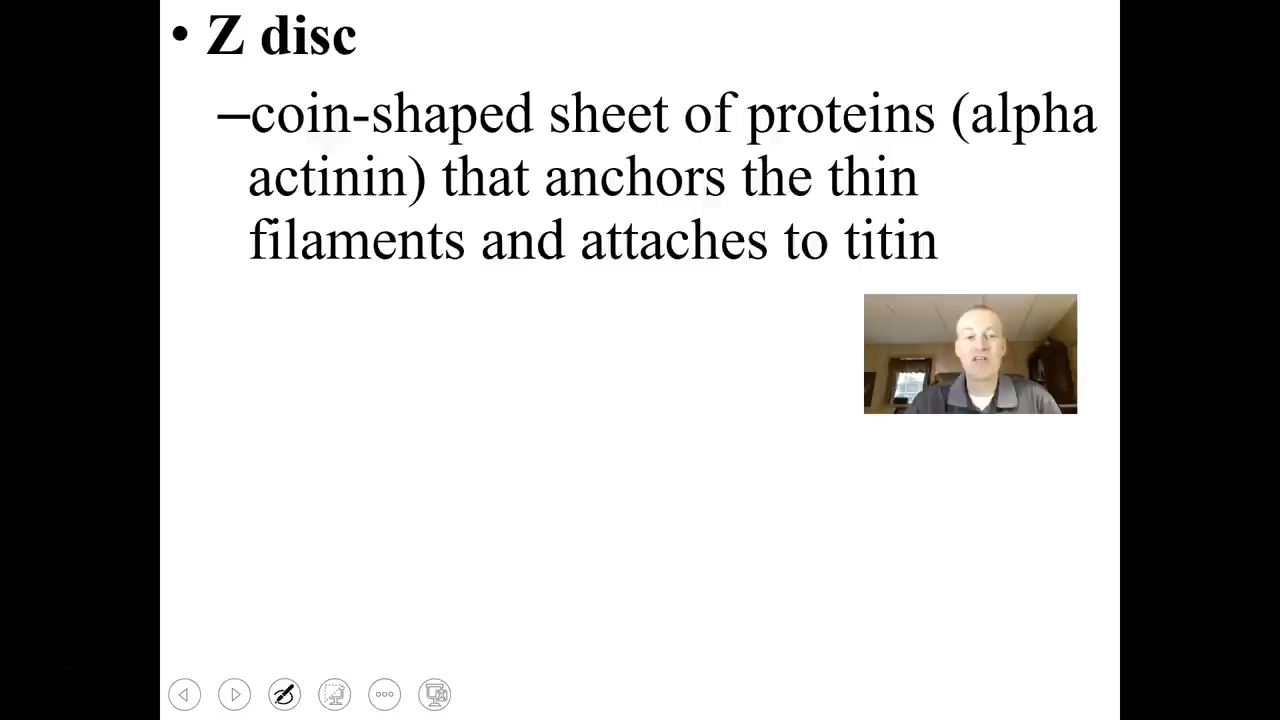 • Z disc
–coin-shaped sheet of proteins (alpha
actinin) that anchors the thin
filaments and attaches to titin